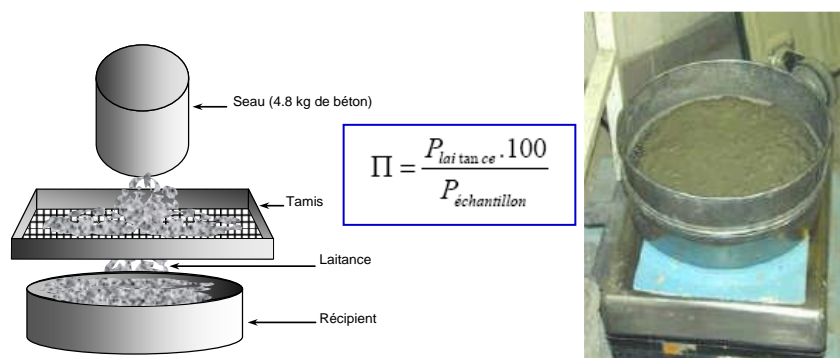 Seau (4.8 kg de béton)
Π = P_laitance .100 / P_échantillon
Tamis
Laitance
Récipient